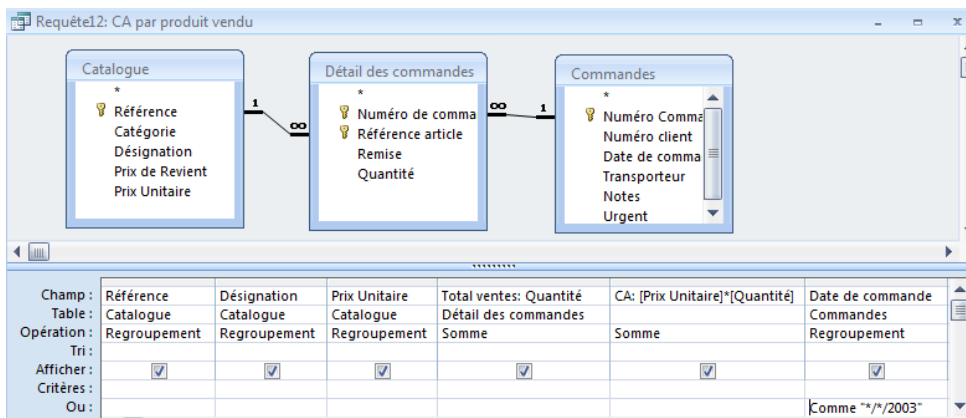 Requête12: CA par produit vendu
Catalogue
*
Référence
Catégorie
Désignation
Prix de Revient
Prix Unitaire
1
∞
Détail des commandes
*
Numéro de comma
Référence article
Remise
Quantité
∞
1
Commandes
*
Numéro Comma
Numéro client
Date de comma
Transporteur
Notes
Urgent
Champ : Référence Désignation Prix Unitaire Total ventes: Quantité CA: [Prix Unitaire]*[Quantité] Date de commande
Table : Catalogue Catalogue Catalogue Détail des commandes Commandes
Opération : Regroupement Regroupement Regroupement Somme Somme Regroupement
Tri :
Afficher :
Critères :
Ou : Comme "*/*/2003"